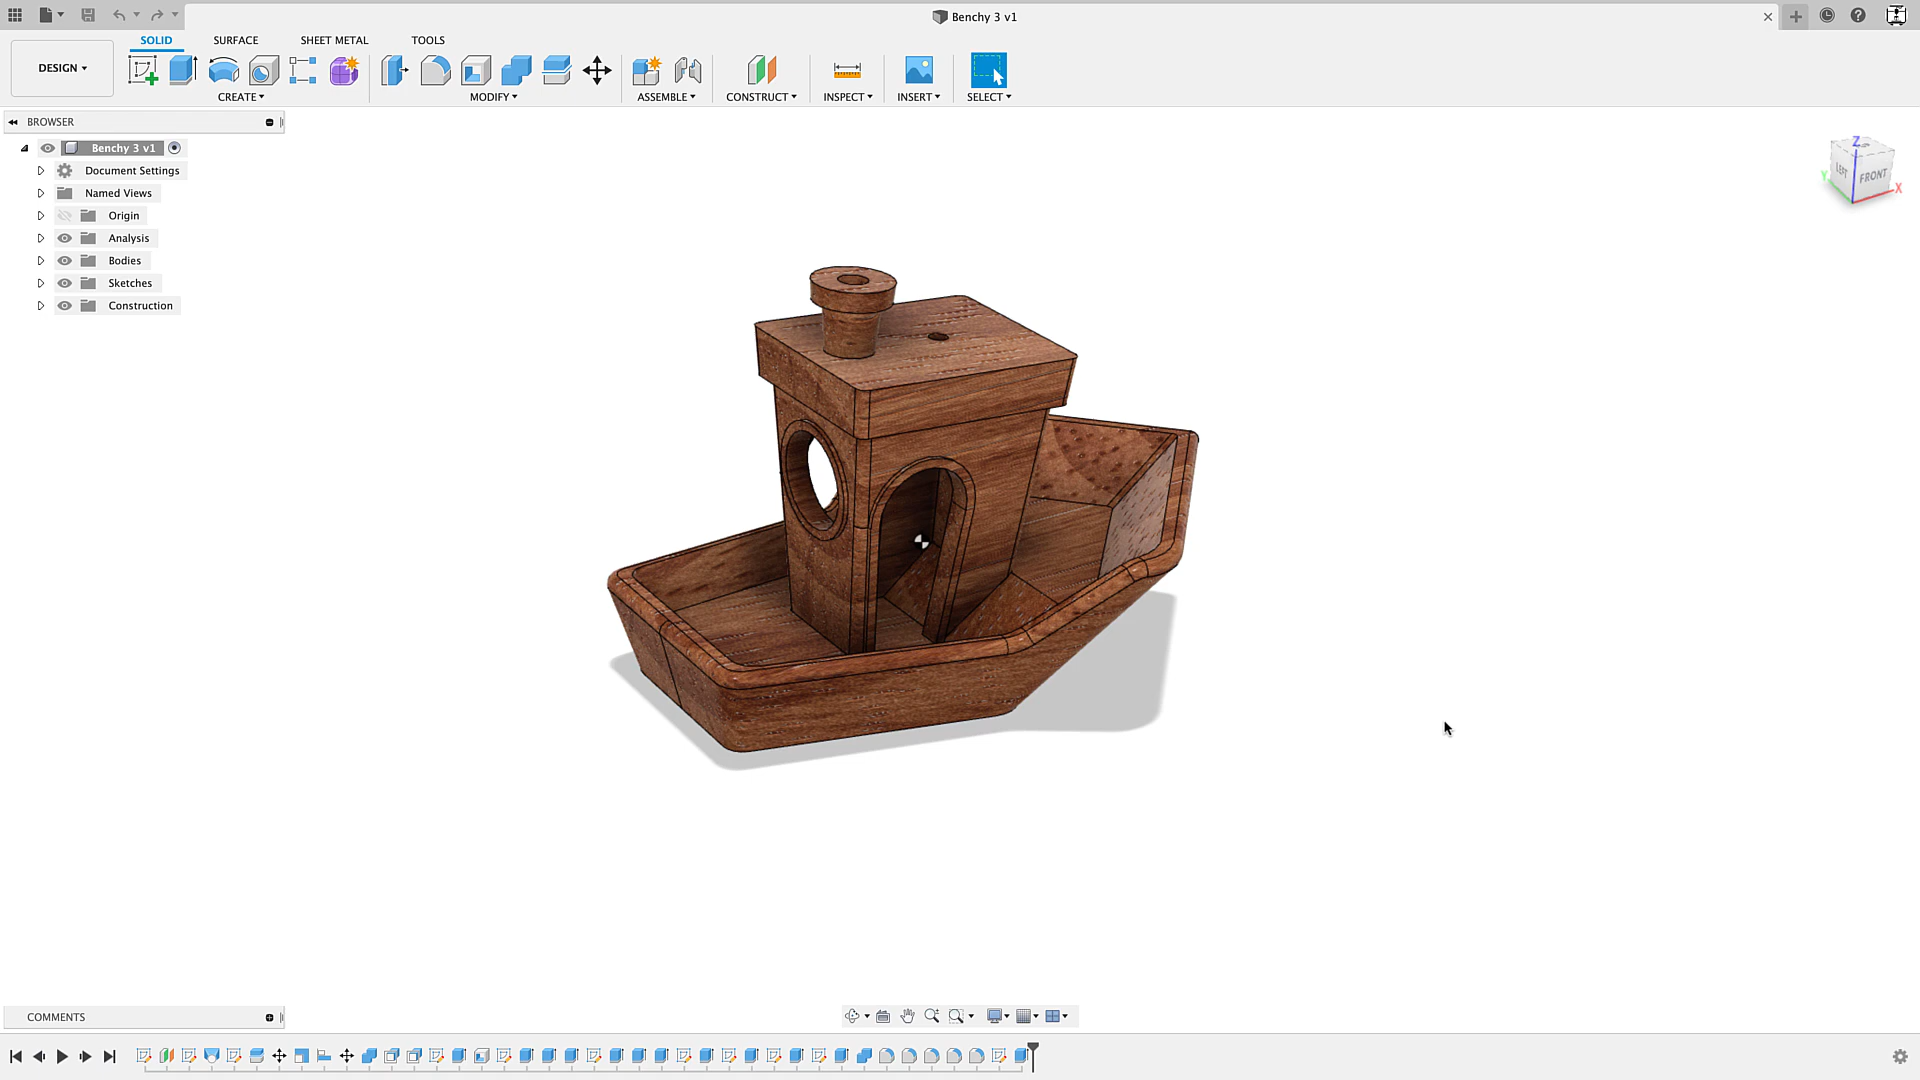 Benchy 3 v1
SOLID
SURFACE
SHEET METAL
TOOLS
DESIGN
CREATE
MODIFY
ASSEMBLE
CONSTRUCT
INSPECT
INSERT
SELECT
BROWSER
Benchy 3 v1
Document Settings
Named Views
Origin
Analysis
Bodies
Sketches
Construction
Z
LEFT
FRONT
Y
X
COMMENTS